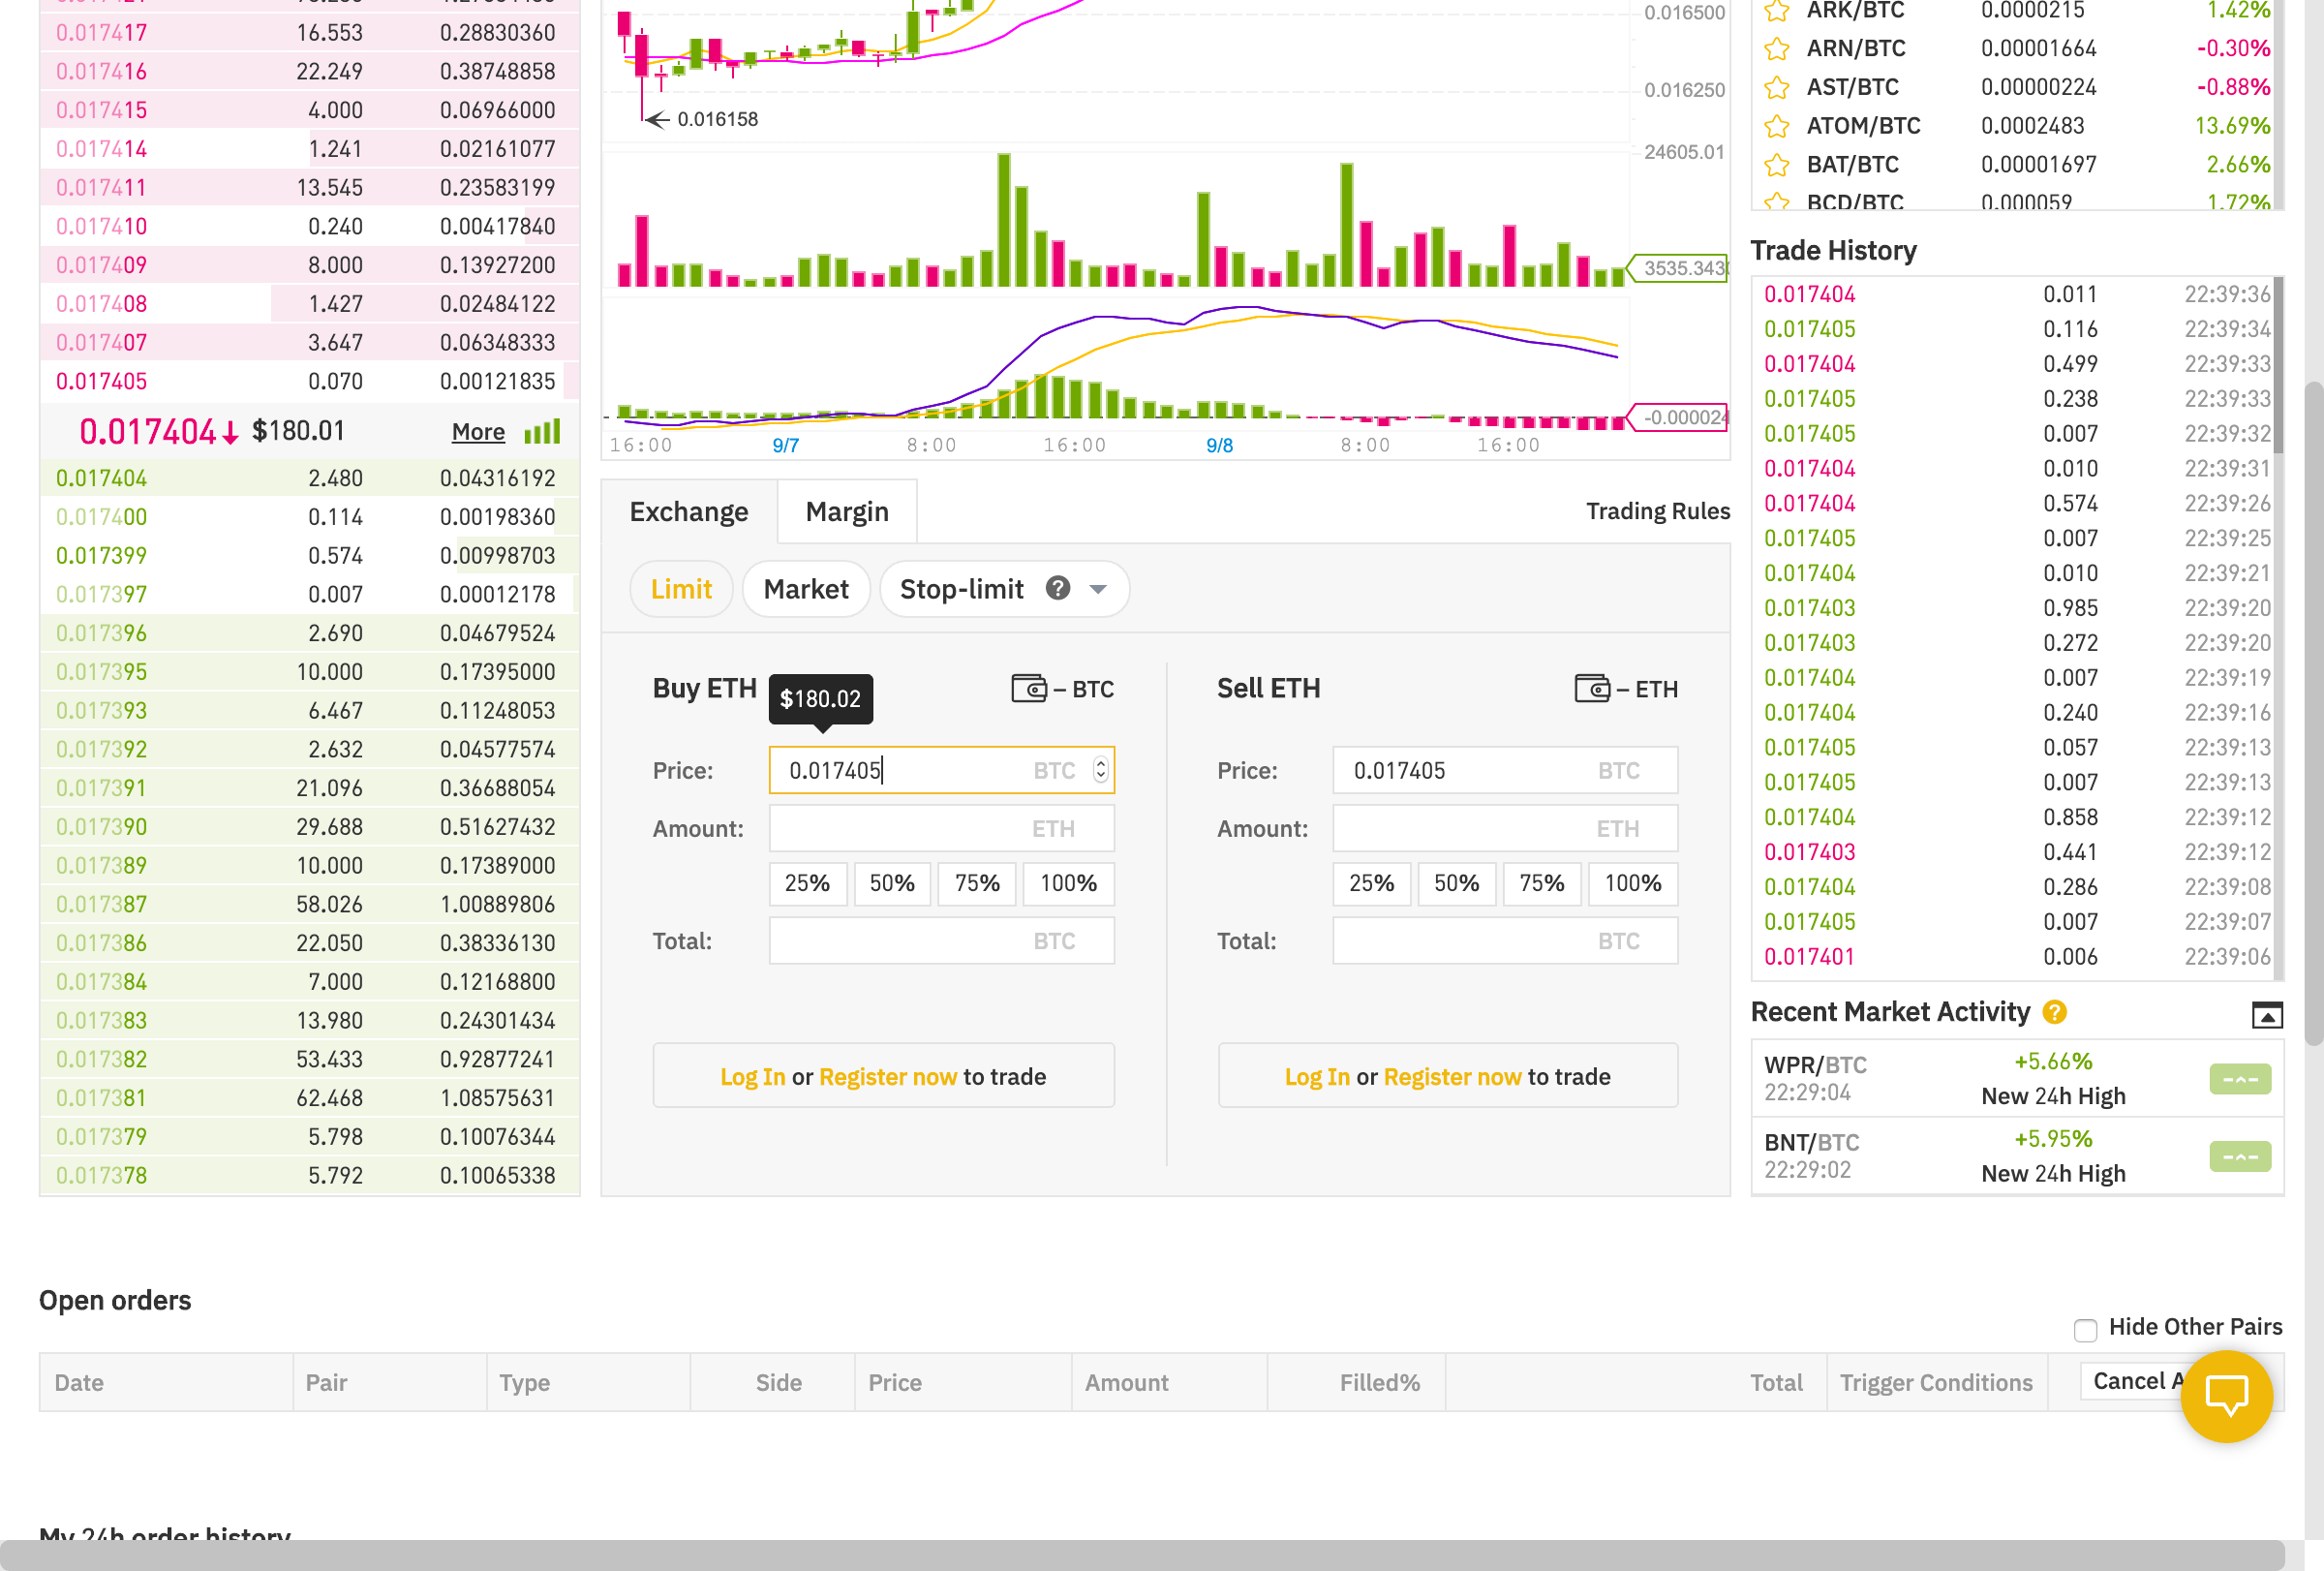 0.017417 16.553 0.28830360
0.017416 22.249 0.38748858
0.017415 4.000 0.06966000
0.017414 1.241 0.02161077
0.017411 13.545 0.23583199
0.017410 0.240 0.00417840
0.017409 8.000 0.13927200
0.017408 1.427 0.02484122
0.017407 3.647 0.06348333
0.017405 0.070 0.00121835
0.017404↓ $180.01 More
0.017404 2.480 0.04316192
0.017400 0.114 0.00198360
0.017399 0.574 0.00998703
0.017397 0.007 0.00012178
0.017396 2.690 0.04679524
0.017395 10.000 0.17395000
0.017393 6.467 0.11248053
0.017392 2.632 0.04577574
0.017391 21.096 0.36688054
0.017390 29.688 0.51627432
0.017389 10.000 0.17389000
0.017387 58.026 1.00889806
0.017386 22.050 0.38336130
0.017384 7.000 0.12168800
0.017383 13.980 0.24301434
0.017382 53.433 0.92877241
0.017381 62.468 1.08575631
0.017379 5.798 0.10076344
0.017378 5.792 0.10065338
0.016500
0.016250
0.016158
24605.01
3535.343
-0.000024
16:00 9/7 8:00 16:00 9/8 8:00 16:00
Exchange Margin Trading Rules
Limit Market Stop-limit ?
Buy ETH $180.02 – BTC
Price: 0.017405 BTC
Amount: ETH
25% 50% 75% 100%
Total: BTC
Log In or Register now to trade
Sell ETH – ETH
Price: 0.017405 BTC
Amount: ETH
25% 50% 75% 100%
Total: BTC
Log In or Register now to trade
ARK/BTC 0.0000215 1.42%
ARN/BTC 0.00001664 -0.30%
AST/BTC 0.00000224 -0.88%
ATOM/BTC 0.0002483 13.69%
BAT/BTC 0.00001697 2.66%
BCD/BTC 0.000059 1.72%
Trade History
0.017404 0.011 22:39:36
0.017405 0.116 22:39:34
0.017404 0.499 22:39:33
0.017405 0.238 22:39:33
0.017405 0.007 22:39:32
0.017404 0.010 22:39:31
0.017404 0.574 22:39:26
0.017405 0.007 22:39:25
0.017404 0.010 22:39:21
0.017403 0.985 22:39:20
0.017403 0.272 22:39:20
0.017404 0.007 22:39:19
0.017404 0.240 22:39:16
0.017405 0.057 22:39:13
0.017405 0.007 22:39:13
0.017404 0.858 22:39:12
0.017403 0.441 22:39:12
0.017404 0.286 22:39:08
0.017405 0.007 22:39:07
0.017401 0.006 22:39:06
Recent Market Activity ?
WPR/BTC +5.66%
22:29:04 New 24h High
BNT/BTC +5.95%
22:29:02 New 24h High
Open orders
Hide Other Pairs
Date Pair Type Side Price Amount Filled% Total Trigger Conditions Cancel A
My 24h order history